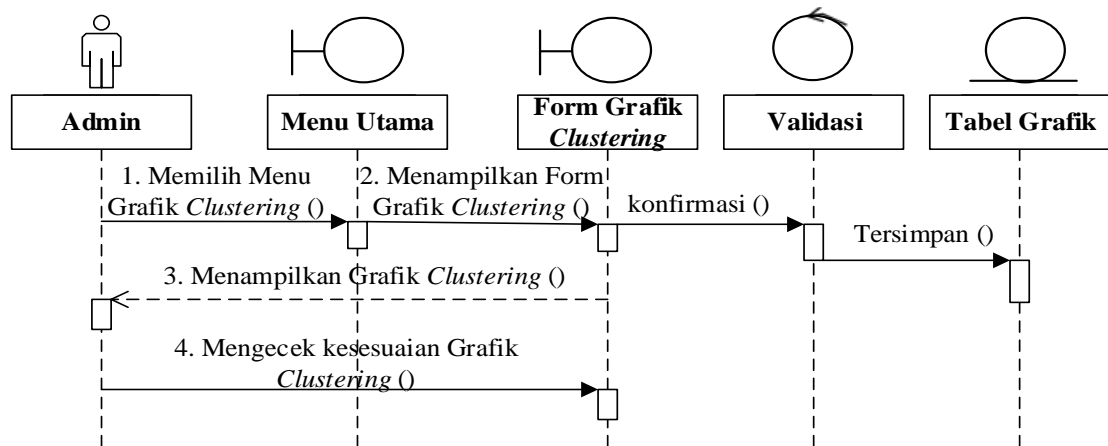 Admin
Menu Utama
Form Grafik
Clustering
Validasi
Tabel Grafik
1. Memilih Menu
Grafik Clustering ()
2. Menampilkan Form
Grafik Clustering ()
konfirmasi ()
Tersimpan ()
3. Menampilkan Grafik Clustering ()
4. Mengecek kesesuaian Grafik
Clustering ()